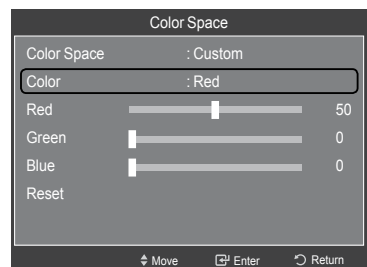 Color Space
Color Space : Custom
Color : Red
Red 50
Green 0
Blue 0
Reset
Move Enter Return